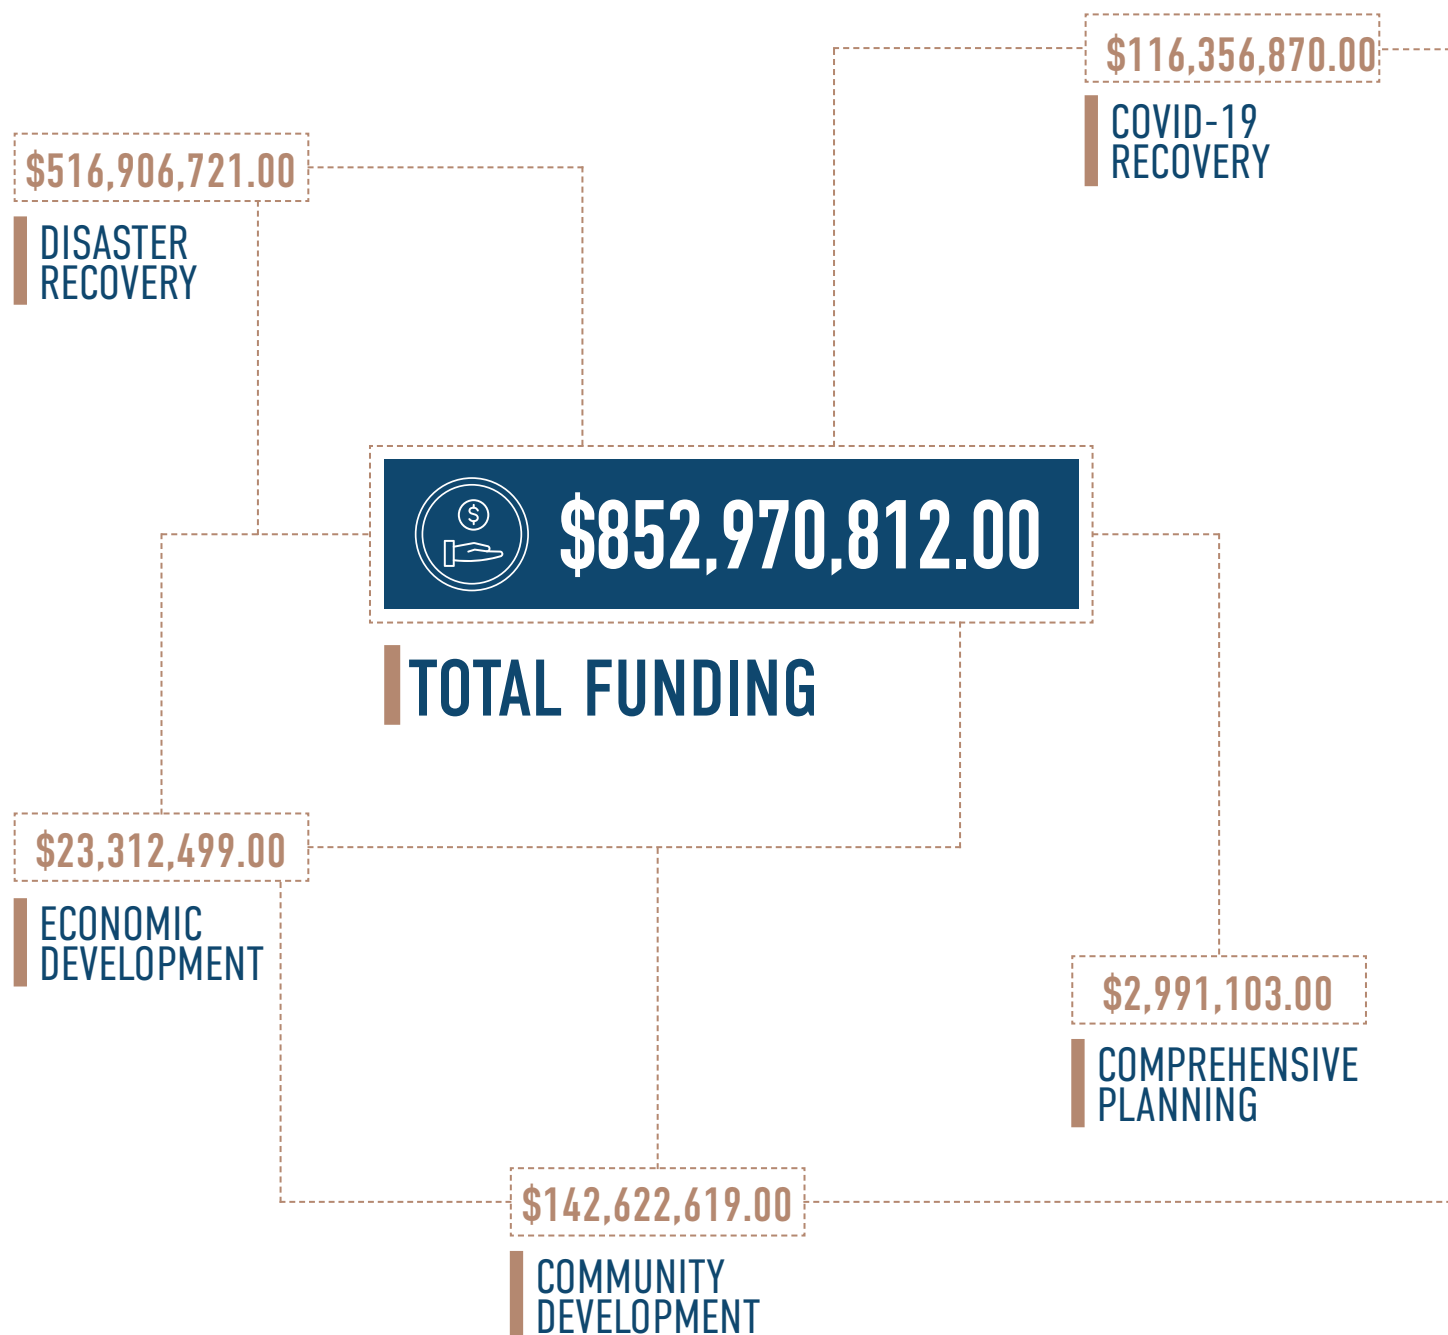 $116,356,870.00
COVID-19
RECOVERY
$516,906,721.00
DISASTER
RECOVERY
$
$852,970,812.00
TOTAL FUNDING
$23,312,499.00
ECONOMIC
DEVELOPMENT
$2,991,103.00
COMPREHENSIVE
PLANNING
$142,622,619.00
COMMUNITY
DEVELOPMENT